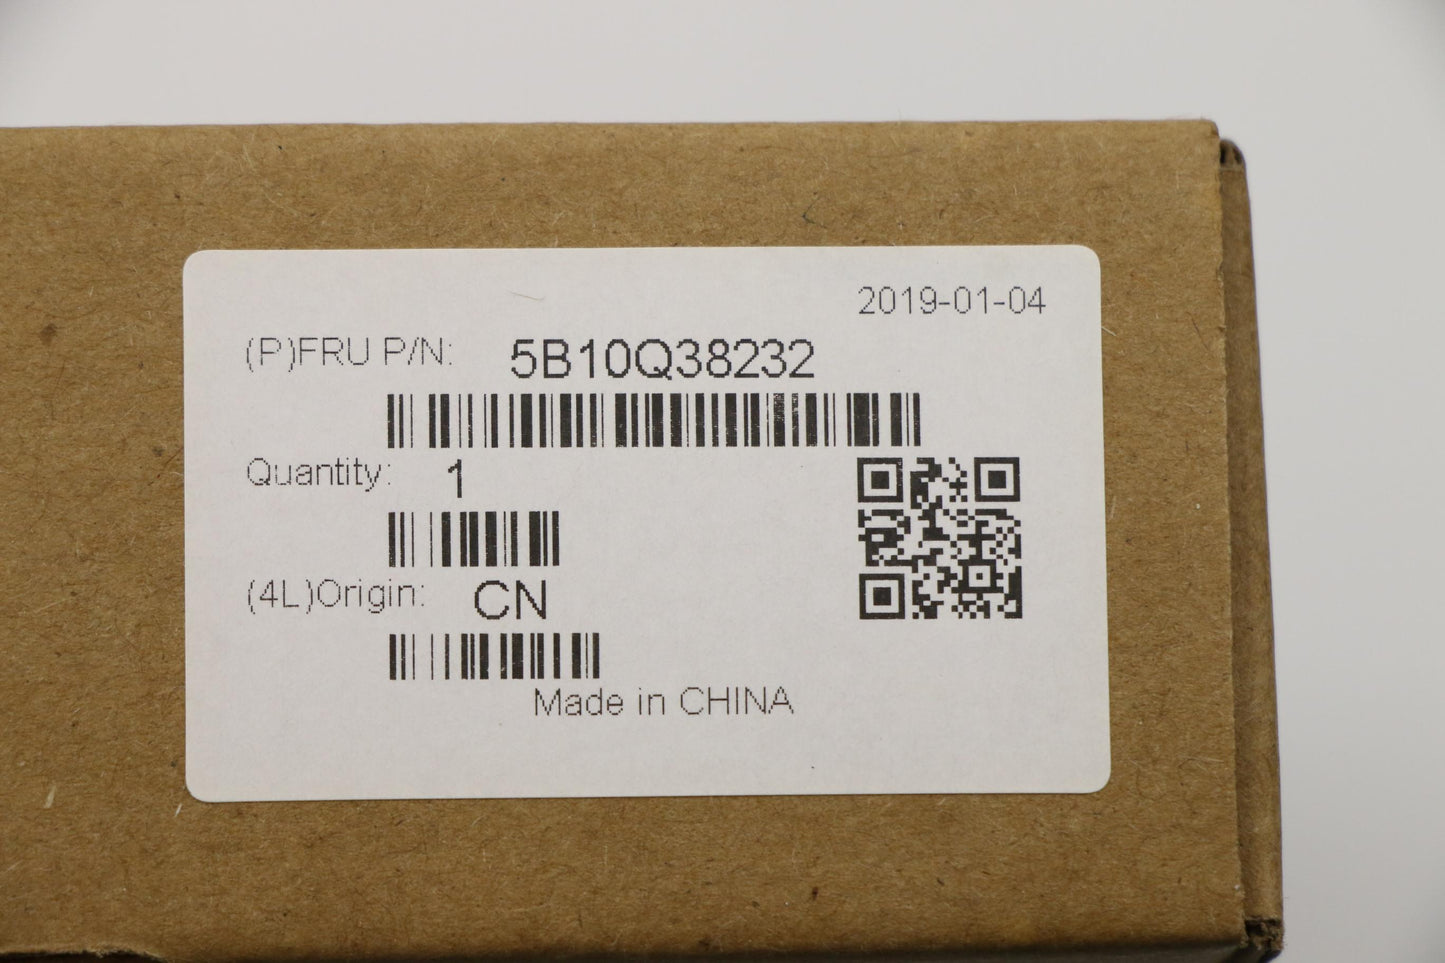 2019-01-04
(P)FRU P/N: 5B10Q38232
Quantity: 1
(4L)Origin: CN
Made in CHINA